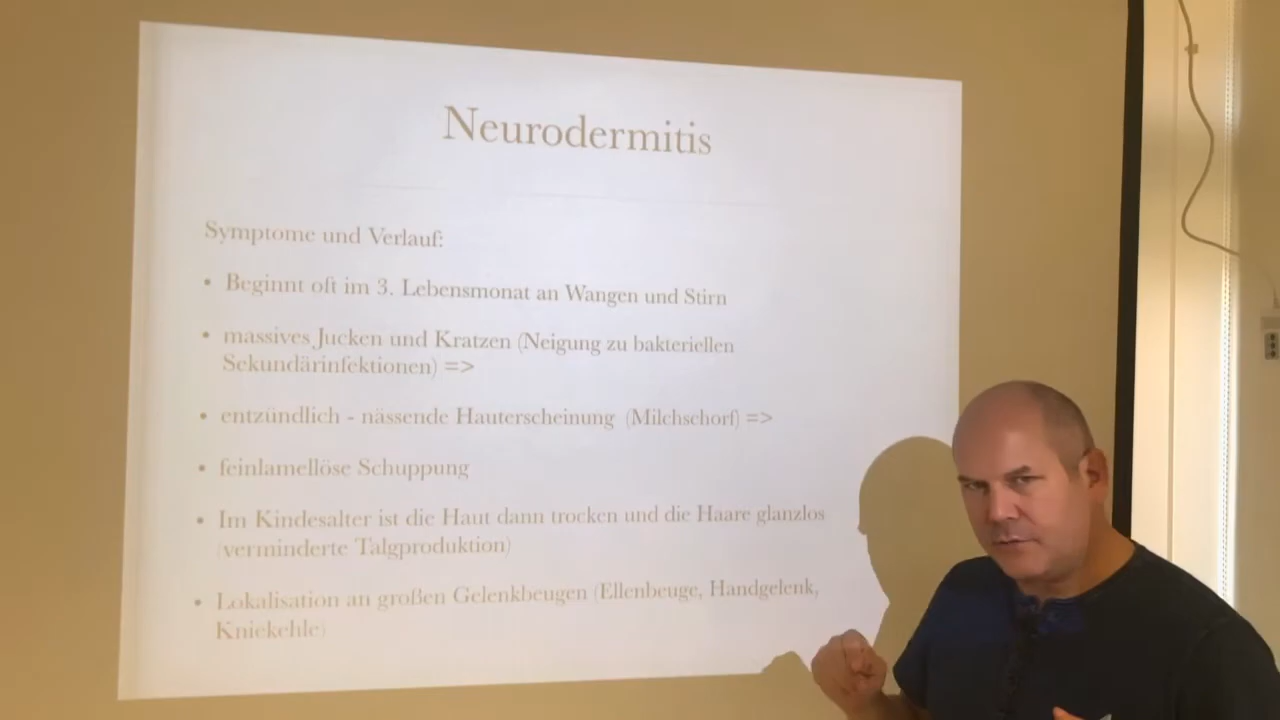 Neurodermitis
Symptome und Verlauf:
• Beginnt oft im 3. Lebensmonat an Wangen und Stirn
• massives Jucken und Kratzen (Neigung zu bakteriellen
Sekundärinfektionen) =>
• entzündlich - nässende Hauterscheinung (Milchschorf) =>
• feinlamellöse Schuppung
• Im Kindesalter ist die Haut dann trocken und die Haare glanzlos
(verminderte Talgproduktion)
• Lokalisation an großen Gelenkbeugen (Ellenbeuge, Handgelenk,
Kniekehle)